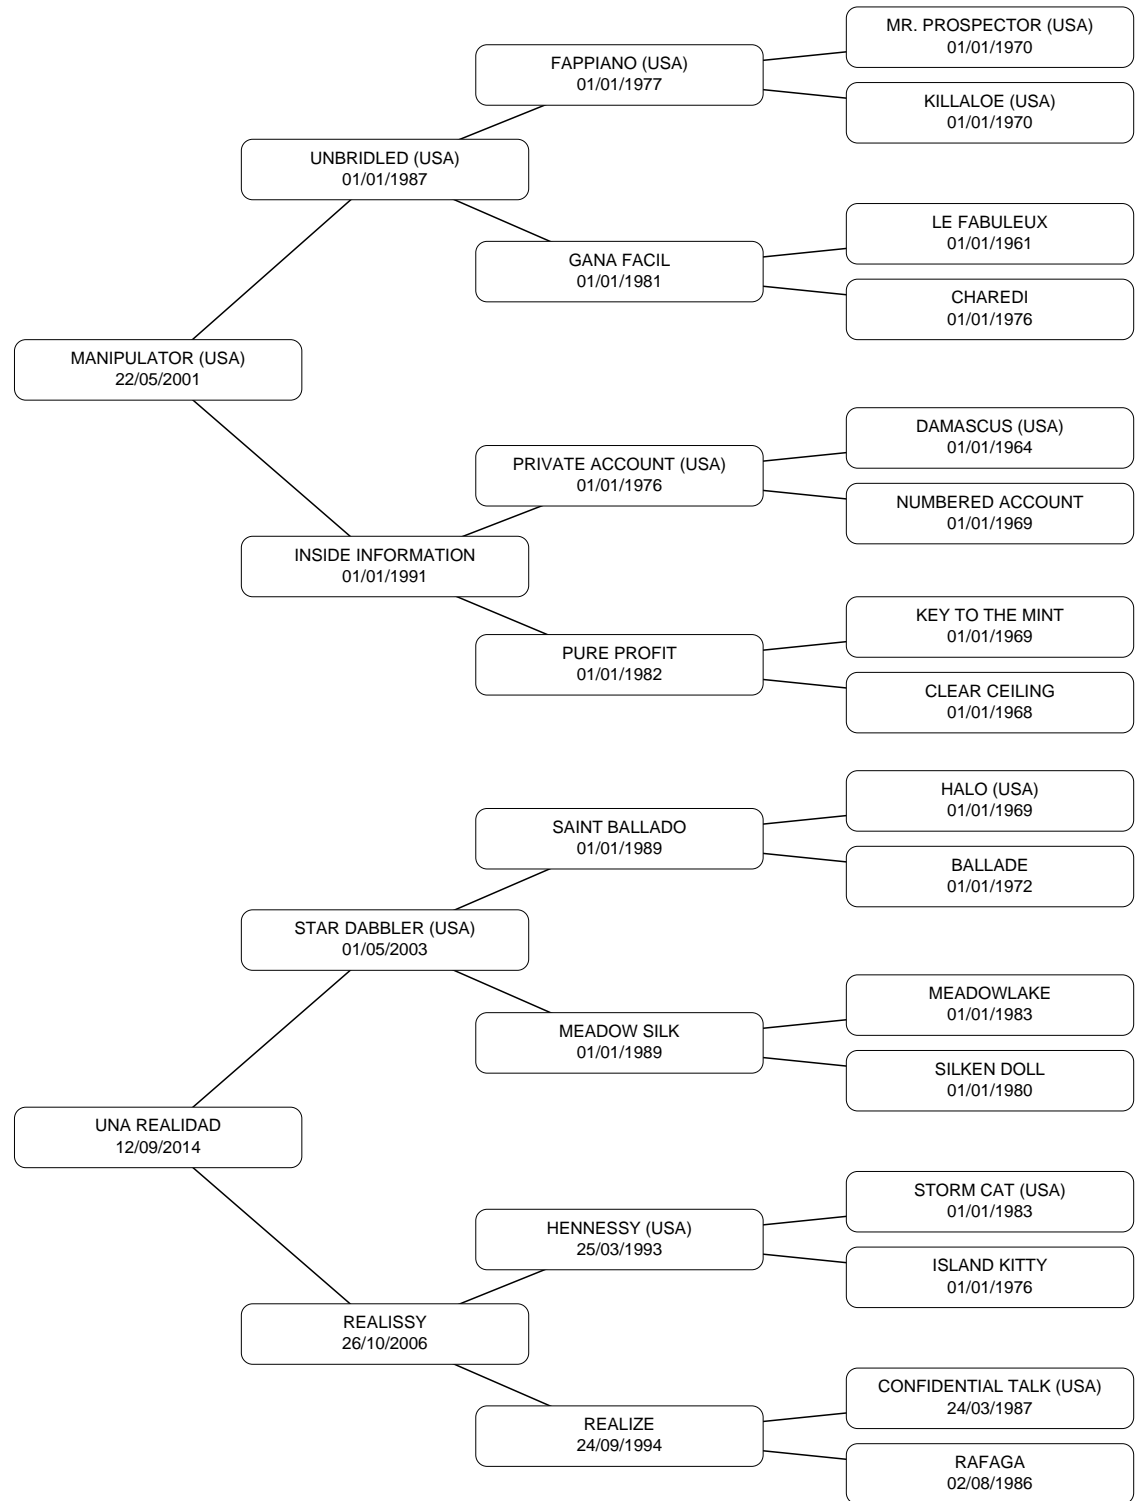 MR. PROSPECTOR (USA)
01/01/1970
FAPPIANO (USA)
01/01/1977
KILLALOE (USA)
01/01/1970
UNBRIDLED (USA)
01/01/1987
LE FABULEUX
01/01/1961
GANA FACIL
01/01/1981
CHAREDI
01/01/1976
MANIPULATOR (USA)
22/05/2001
DAMASCUS (USA)
01/01/1964
PRIVATE ACCOUNT (USA)
01/01/1976
NUMBERED ACCOUNT
01/01/1969
INSIDE INFORMATION
01/01/1991
KEY TO THE MINT
01/01/1969
PURE PROFIT
01/01/1982
CLEAR CEILING
01/01/1968
HALO (USA)
01/01/1969
SAINT BALLADO
01/01/1989
BALLADE
01/01/1972
STAR DABBLER (USA)
01/05/2003
MEADOWLAKE
01/01/1983
MEADOW SILK
01/01/1989
SILKEN DOLL
01/01/1980
UNA REALIDAD
12/09/2014
STORM CAT (USA)
01/01/1983
HENNESSY (USA)
25/03/1993
ISLAND KITTY
01/01/1976
REALISSY
26/10/2006
CONFIDENTIAL TALK (USA)
24/03/1987
REALIZE
24/09/1994
RAFAGA
02/08/1986